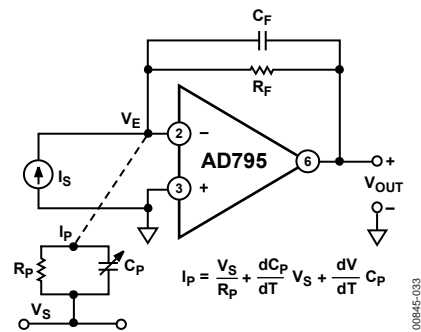 C_F
R_F
V_E
2 −
AD795
6
3 +
I_S
+
V_OUT
−
I_P
R_P
C_P
V_S
I_P = V_S/R_P + dC_P/dT V_S + dV/dT C_P
00845-033